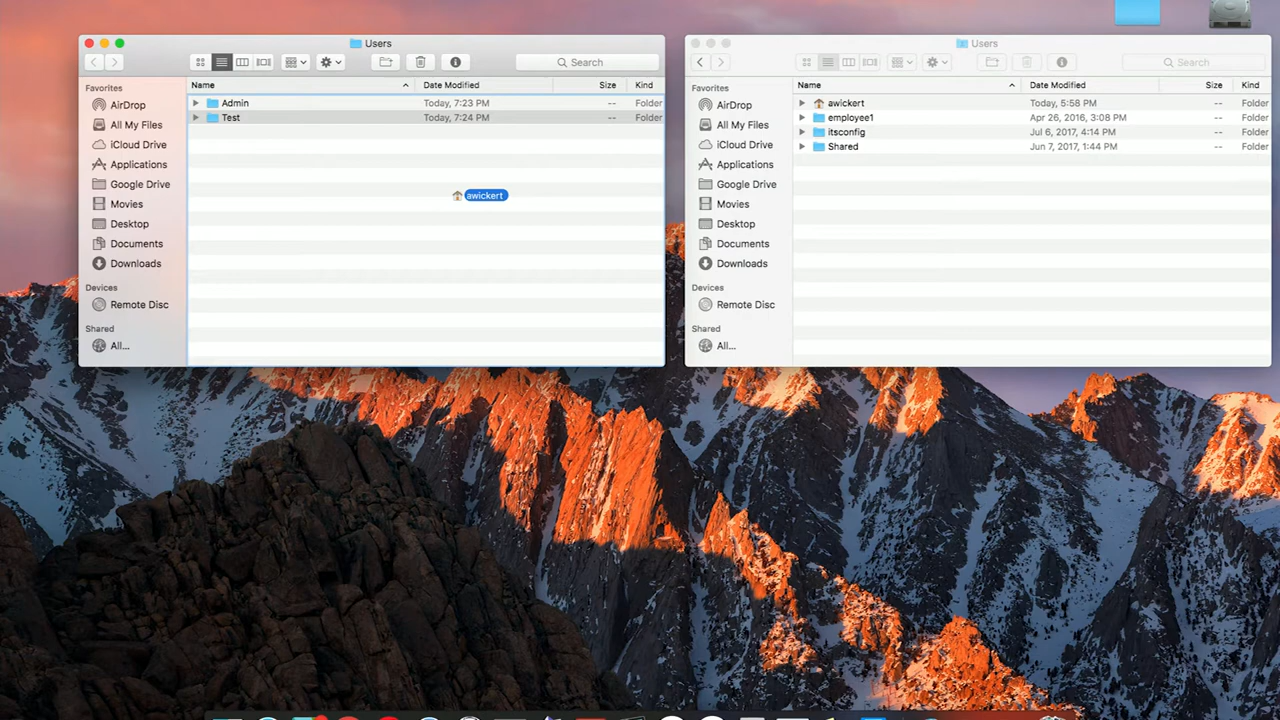 Users
Search
Favorites
AirDrop
All My Files
iCloud Drive
Applications
Google Drive
Movies
Desktop
Documents
Downloads
Devices
Remote Disc
Shared
All...
Name Date Modified Size Kind
Admin Today, 7:23 PM -- Folder
Test Today, 7:24 PM -- Folder
awickert
Users
Search
Favorites
AirDrop
All My Files
iCloud Drive
Applications
Google Drive
Movies
Desktop
Documents
Downloads
Devices
Remote Disc
Shared
All...
Name Date Modified Size Kind
awickert Today, 5:58 PM -- Folder
employee1 Apr 26, 2016, 3:08 PM -- Folder
itsconfig Jul 6, 2017, 4:14 PM -- Folder
Shared Jun 7, 2017, 1:44 PM -- Folder